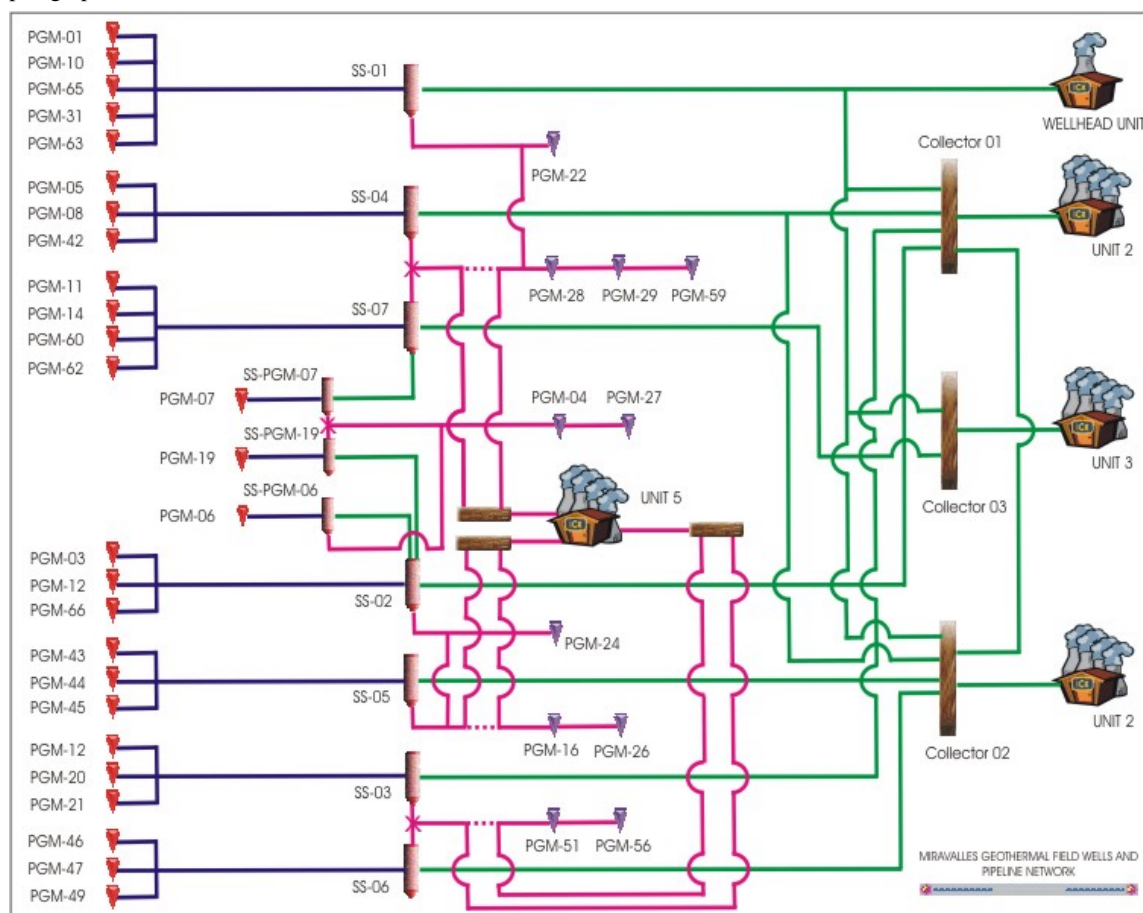 PGM-01
PGM-10
PGM-65
PGM-31
PGM-63
SS-01
PGM-22
WELLHEAD UNIT
Collector 01
PGM-05
PGM-08
PGM-42
SS-04
UNIT 2
PGM-28 PGM-29 PGM-59
PGM-11
PGM-14
PGM-60
PGM-62
SS-07
SS-PGM-07
PGM-07
PGM-04 PGM-27
SS-PGM-19
PGM-19
UNIT 3
SS-PGM-06
PGM-06
UNIT 5
Collector 03
PGM-03
PGM-12
PGM-66
SS-02
PGM-24
PGM-43
PGM-44
PGM-45
SS-05
PGM-16 PGM-26
UNIT 2
Collector 02
PGM-12
PGM-20
PGM-21
SS-03
PGM-51 PGM-56
PGM-46
PGM-47
PGM-49
SS-06
MIRAVALLES GEOTHERMAL FIELD WELLS AND
PIPELINE NETWORK